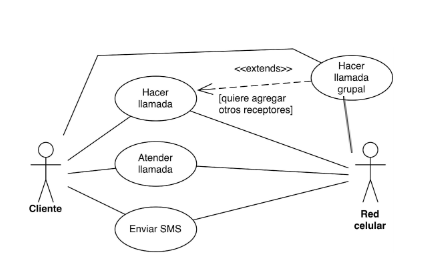 <<extends>>
Hacer
llamada
grupal
Hacer
llamada
[quiere agregar
otros receptores]
Atender
llamada
Cliente
Red
celular
Enviar SMS